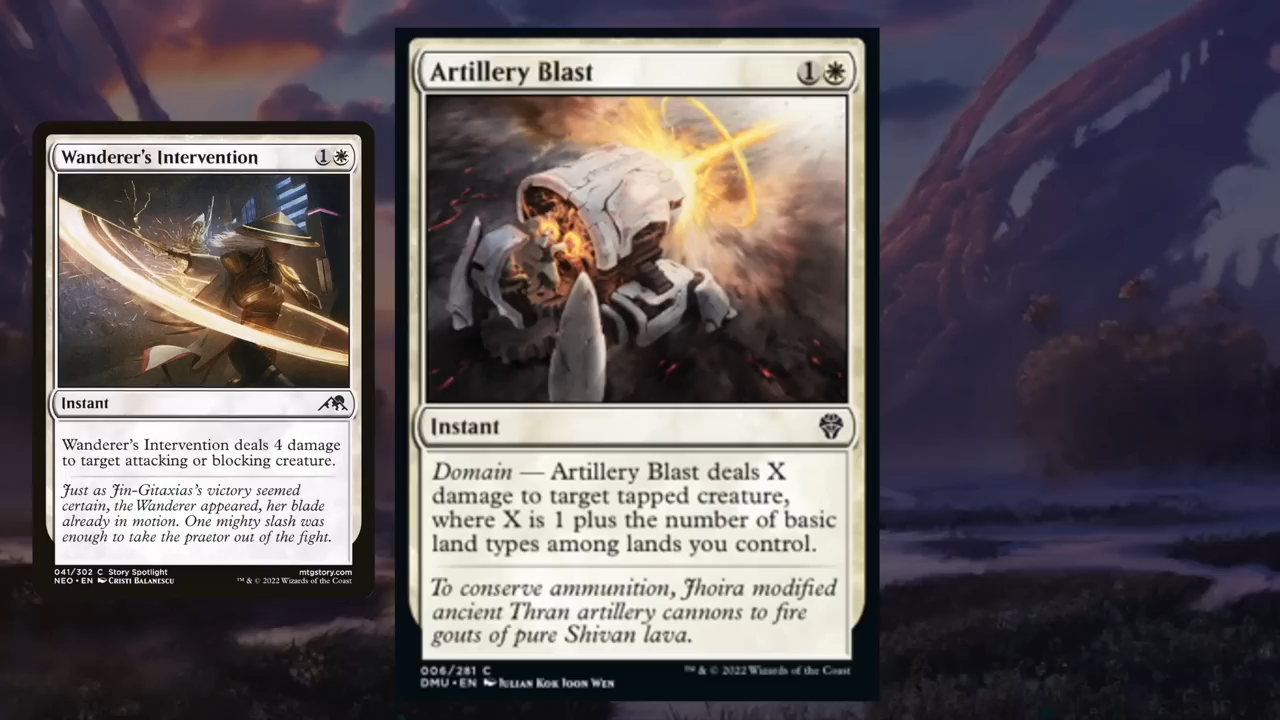 Wanderer's Intervention 1
Instant
Wanderer's Intervention deals 4 damage
to target attacking or blocking creature.
Just as Jin-Gitaxias's victory seemed
certain, the Wanderer appeared, her blade
already in motion. One mighty slash was
enough to take the praetor out of the fight.
041/302 C Story Spotlight
mtgstory.com
NEO • EN Cristi Balanescu
™ & © 2022 Wizards of the Coast
Artillery Blast 1
Instant
Domain — Artillery Blast deals X
damage to target tapped creature,
where X is 1 plus the number of basic
land types among lands you control.
To conserve ammunition, Jhoira modified
ancient Thran artillery cannons to fire
gouts of pure Shivan lava.
006/281 C
™ & © 2022 Wizards of the Coast
DMU • EN Julian Kok Joon Wen